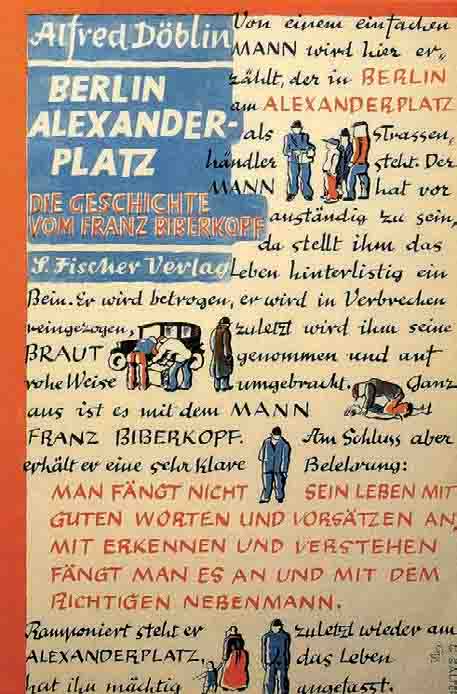 Alfred Döblin
BERLIN
ALEXANDER-
PLATZ
DIE GESCHICHTE
VOM FRANZ BIBERKOPF
S. Fischer Verlag
Von einem einfachen
MANN wird hier er-
zählt, der in BERLIN
am ALEXANDERPLATZ
als Strassen,
händler steht. Der
MANN hat vor
anständig zu sein,
da stellt ihm das
Leben hinterlistig ein
Bein. Er wird betrogen, er wird in Verbrechen
reingezogen, zuletzt wird ihm seine
BRAUT genommen und auf
rohe Weise umgebracht. Ganz
aus ist es mit dem MANN
FRANZ BIBERKOPF. Am Schluss aber
erhält er eine sehr klare Belehrung:
MAN FÄNGT NICHT SEIN LEBEN MIT
GUTEN WORTEN UND VORSÄTZEN AN,
MIT ERKENNEN UND VERSTEHEN
FÄNGT MAN ES AN UND MIT DEM
RICHTIGEN NEBENMANN.
Ramponiert steht er zuletzt wieder am
ALEXANDERPLATZ, das Leben
hat ihn mächtig angefasst.